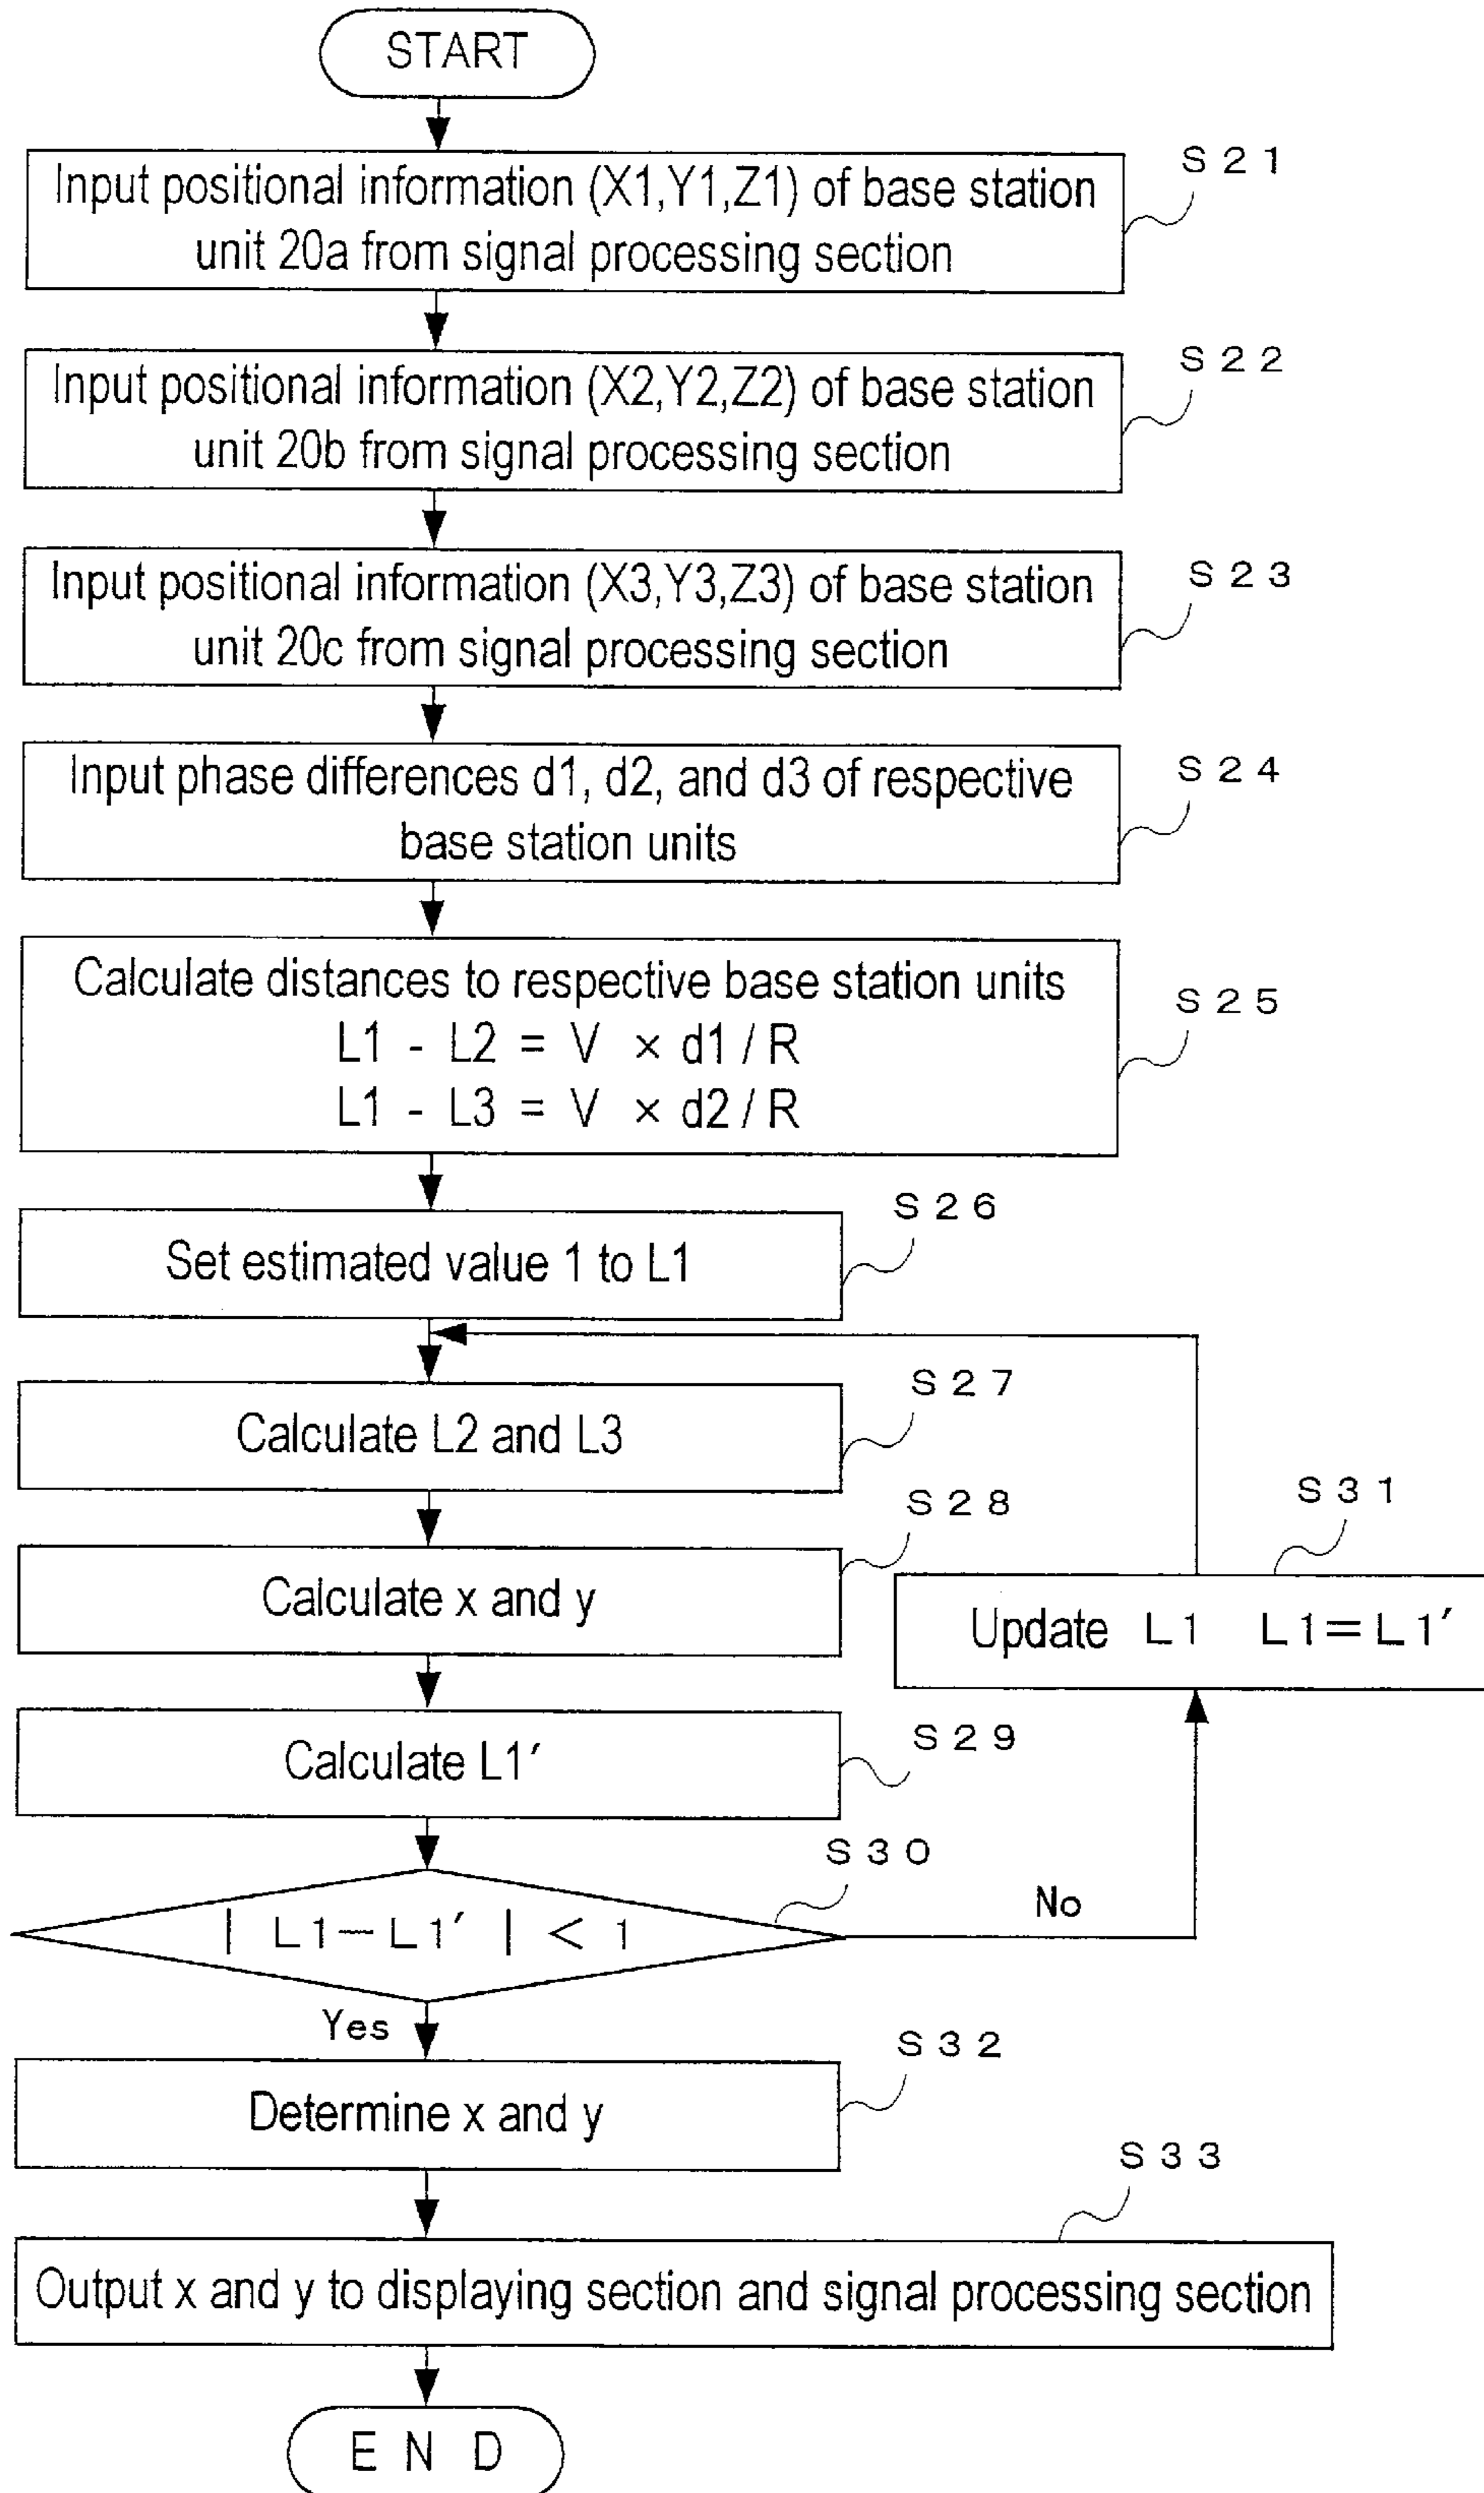 START
S21
Input positional information (X1,Y1,Z1) of base station
unit 20a from signal processing section
S22
Input positional information (X2,Y2,Z2) of base station
unit 20b from signal processing section
S23
Input positional information (X3,Y3,Z3) of base station
unit 20c from signal processing section
S24
Input phase differences d1, d2, and d3 of respective
base station units
S25
Calculate distances to respective base station units
L1 - L2 = V × d1/R
L1 - L3 = V × d2/R
S26
Set estimated value 1 to L1
S27
Calculate L2 and L3
S28
Calculate x and y
S31
Update L1 L1=L1′
S29
Calculate L1′
S30
| L1−L1′ | < 1
No
Yes
S32
Determine x and y
S33
Output x and y to displaying section and signal processing section
END